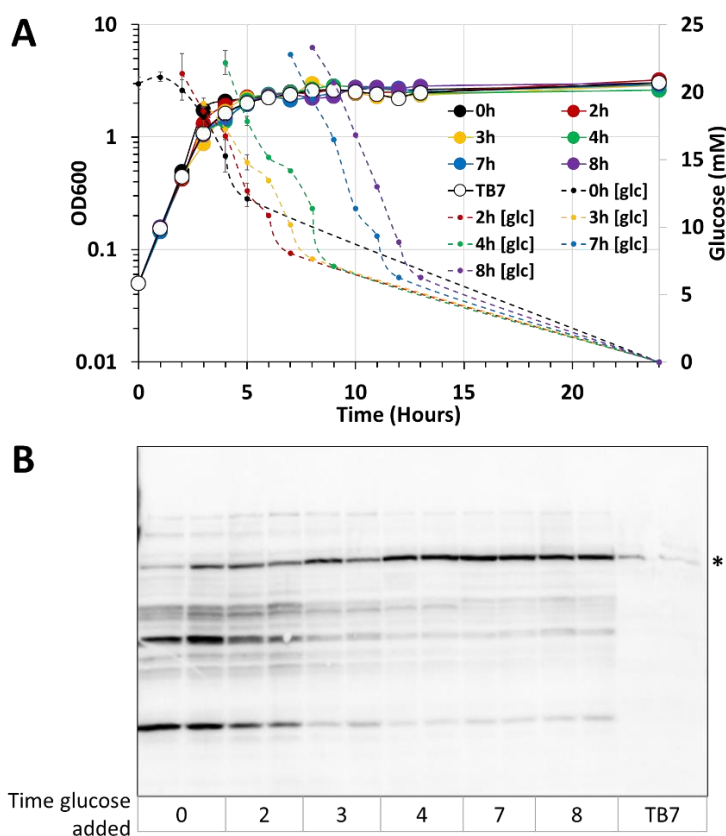 A
10
1
0.1
0.01
OD600
25
20
15
10
5
0
Glucose (mM)
0h 2h
3h 4h
7h 8h
TB7 0h [glc]
2h [glc] 3h [glc]
4h [glc] 7h [glc]
8h [glc]
0 5 10 15 20
Time (Hours)
B
*
Time glucose
added
0 2 3 4 7 8 TB7